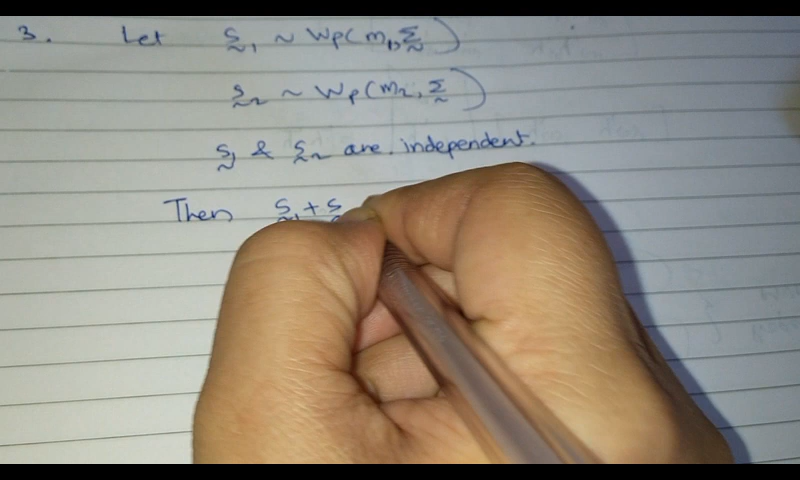 3. Let S₁ ~ Wp(m₁, Σ)
S₂ ~ Wp(m₂, Σ)
S₁ & S₂ are independent.
Then S₁ + S